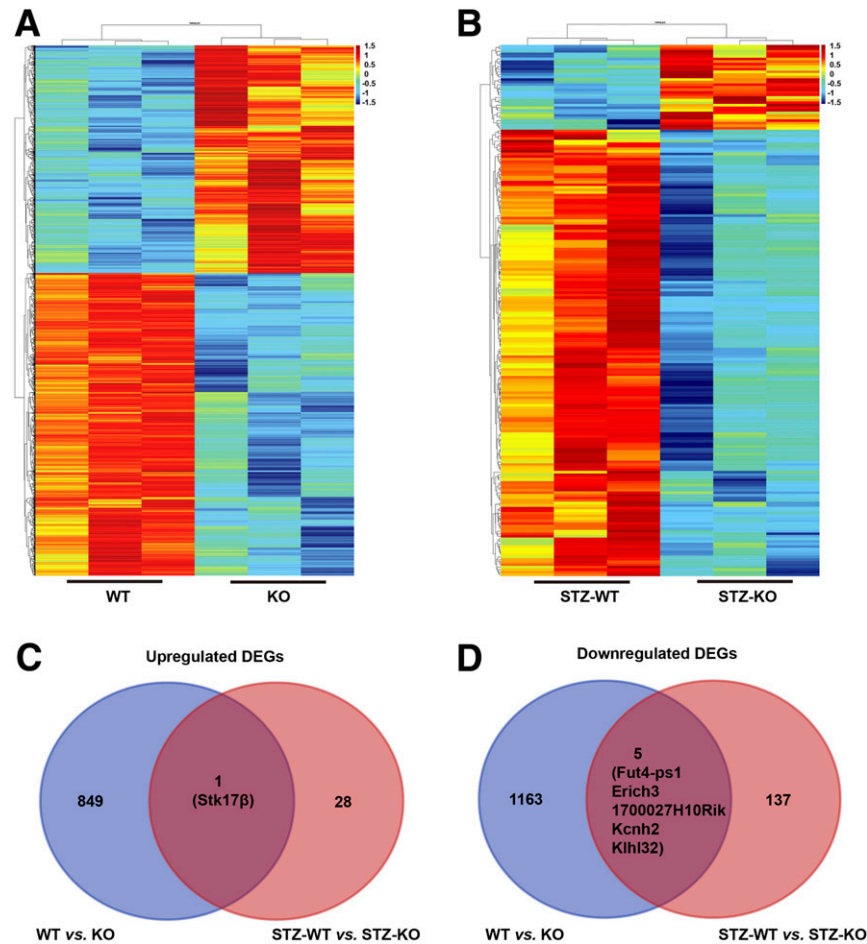 A
1.5
1
0.5
0
-0.5
-1
-1.5
WT
KO
B
1.5
1
0.5
0
-0.5
-1
-1.5
STZ-WT
STZ-KO
C
Upregulated DEGs
849
1
(Stk17β)
28
WT vs. KO
STZ-WT vs. STZ-KO
D
Downregulated DEGs
1163
5
(Fut4-ps1
Erich3
1700027H10Rik
Kcnh2
Klhl32)
137
WT vs. KO
STZ-WT vs. STZ-KO